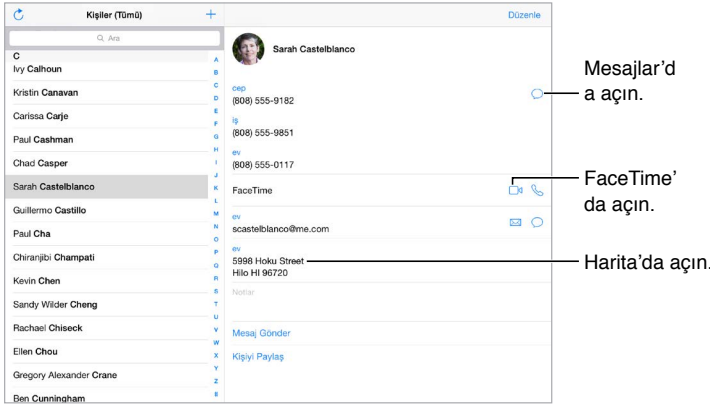 Kişiler (Tümü)
Düzenle
Ara
C
Ivy Calhoun
Kristin Canavan
Carissa Carje
Paul Cashman
Chad Casper
Sarah Castelblanco
Guillermo Castillo
Paul Cha
Chiranjibi Champati
Kevin Chen
Sandy Wilder Cheng
Rachael Chiseck
Ellen Chou
Gregory Alexander Crane
Ben Cunningham
A
B
C
D
E
F
G
H
I
J
K
L
M
N
O
P
Q
R
S
T
U
V
W
X
Y
Z
#
Sarah Castelblanco
cep
(808) 555-9182
iş
(808) 555-9851
ev
(808) 555-0117
FaceTime
ev
scastelblanco@me.com
ev
5998 Hoku Street
Hilo HI 96720
Notlar
Mesaj Gönder
Kişiyi Paylaş
Mesajlar’d
a açın.
FaceTime’
da açın.
Harita’da açın.